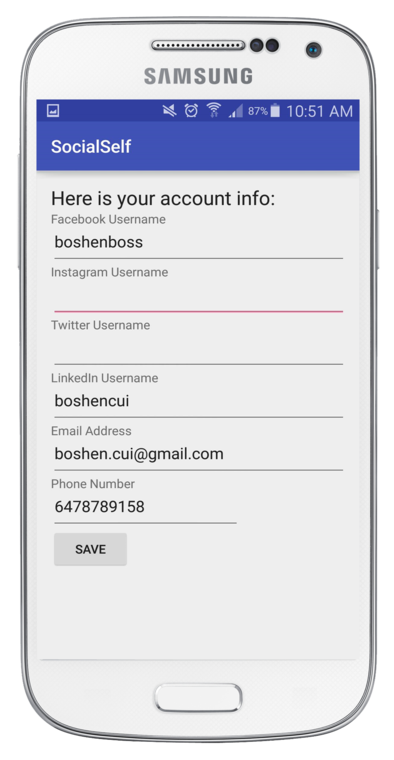 SAMSUNG
87% 10:51 AM
SocialSelf
Here is your account info:
Facebook Username
boshenboss
Instagram Username
Twitter Username
LinkedIn Username
boshencui
Email Address
boshen.cui@gmail.com
Phone Number
6478789158
SAVE